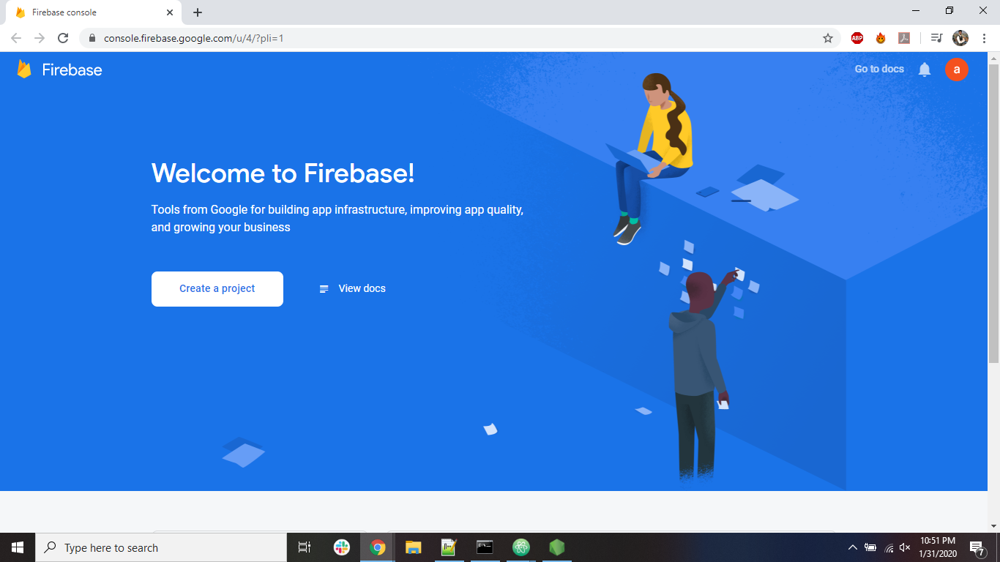 Firebase console
console.firebase.google.com/u/4/?pli=1
ABP
Firebase
Go to docs
a
Welcome to Firebase!
Tools from Google for building app infrastructure, improving app quality,
and growing your business
Create a project
View docs
Type here to search
10:51 PM
1/31/2020
7